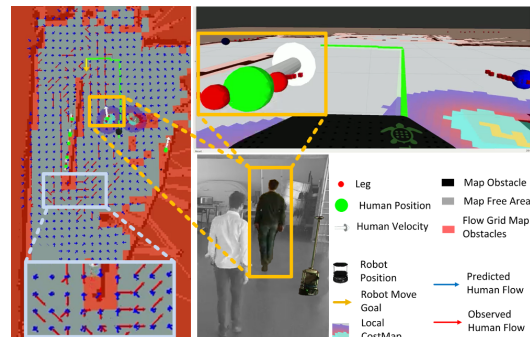 Leg
Human Position
Human Velocity
Robot
Position
Robot Move
Goal
Local
CostMap
Map Obstacle
Map Free Area
Flow Grid Map
Obstacles
Predicted
Human Flow
Observed
Human Flow